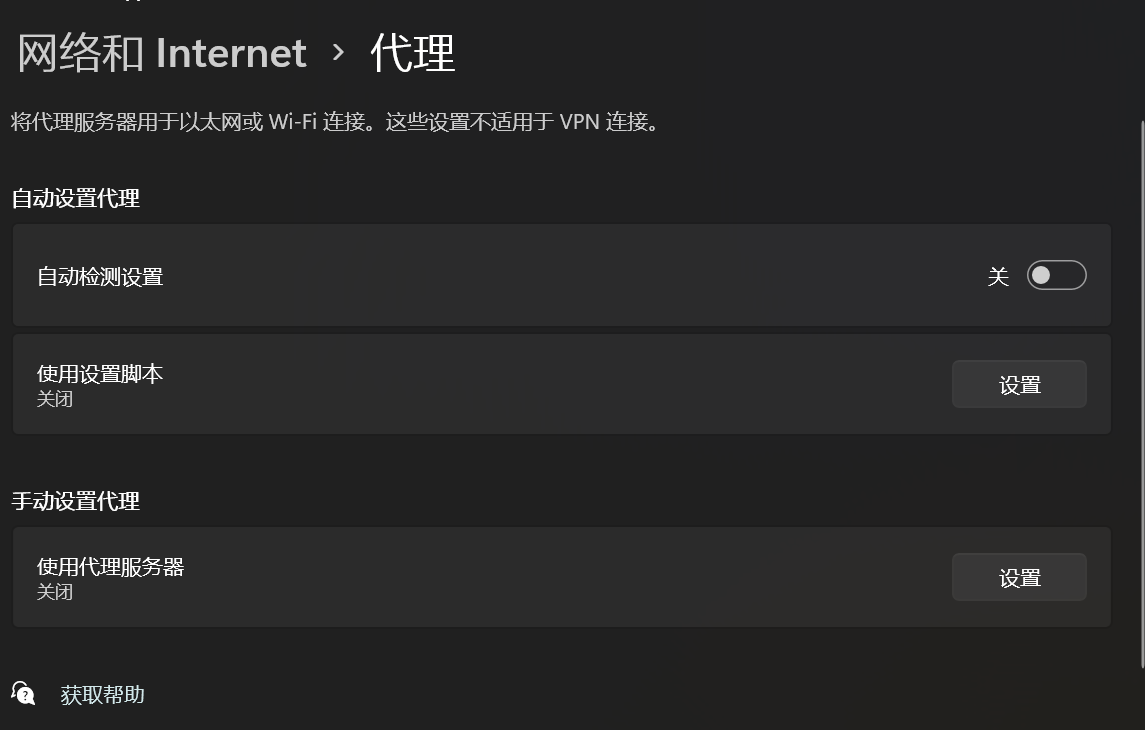 网络和 Internet › 代理
将代理服务器用于以太网或 Wi-Fi 连接。这些设置不适用于 VPN 连接。
自动设置代理
自动检测设置 关
使用设置脚本
关闭
设置
手动设置代理
使用代理服务器
关闭
设置
获取帮助